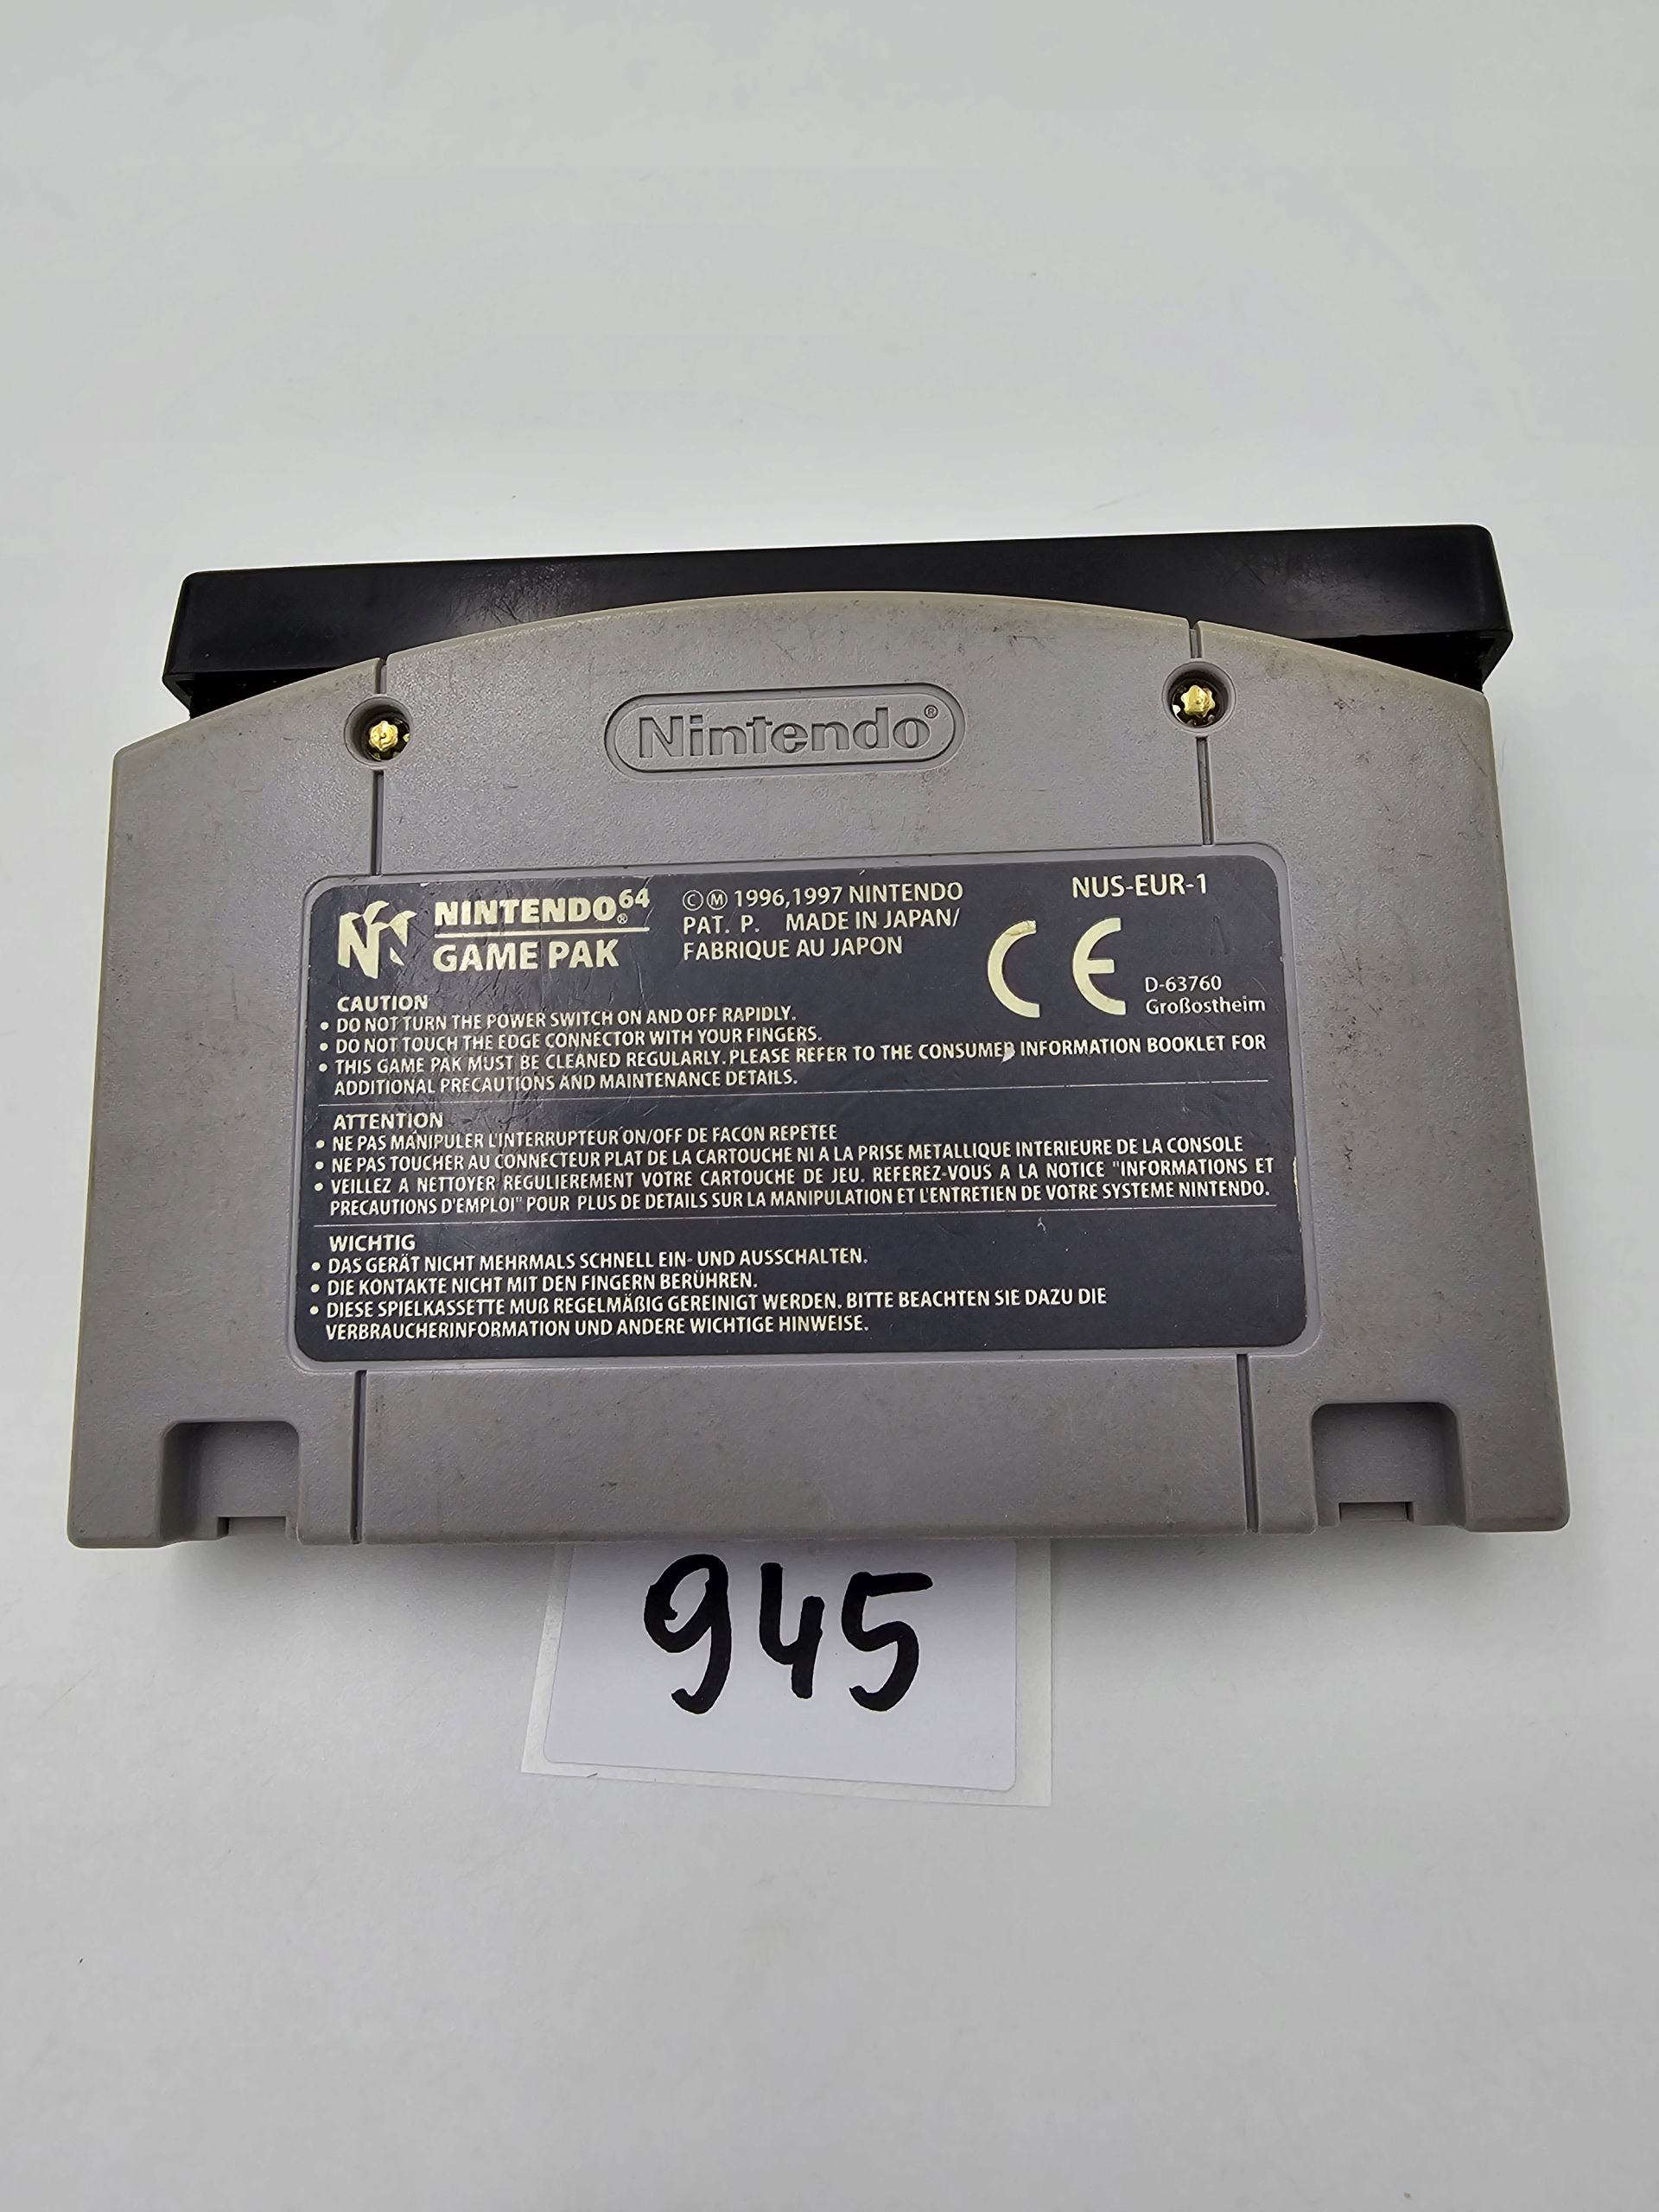 Nintendo®
NINTENDO64®
GAME PAK
©Ⓜ 1996,1997 NINTENDO
PAT. P. MADE IN JAPAN/
FABRIQUE AU JAPON
NUS-EUR-1
CE
D-63760
Großostheim
CAUTION
• DO NOT TURN THE POWER SWITCH ON AND OFF RAPIDLY.
• DO NOT TOUCH THE EDGE CONNECTOR WITH YOUR FINGERS.
• THIS GAME PAK MUST BE CLEANED REGULARLY. PLEASE REFER TO THE CONSUMER INFORMATION BOOKLET FOR
ADDITIONAL PRECAUTIONS AND MAINTENANCE DETAILS.
ATTENTION
• NE PAS MANIPULER L'INTERRUPTEUR ON/OFF DE FACON REPETEE
• NE PAS TOUCHER AU CONNECTEUR PLAT DE LA CARTOUCHE NI A LA PRISE METALLIQUE INTERIEURE DE LA CONSOLE
• VEILLEZ A NETTOYER REGULIEREMENT VOTRE CARTOUCHE DE JEU. REFEREZ-VOUS A LA NOTICE "INFORMATIONS ET
PRECAUTIONS D'EMPLOI" POUR PLUS DE DETAILS SUR LA MANIPULATION ET L'ENTRETIEN DE VOTRE SYSTEME NINTENDO.
WICHTIG
• DAS GERÄT NICHT MEHRMALS SCHNELL EIN- UND AUSSCHALTEN.
• DIE KONTAKTE NICHT MIT DEN FINGERN BERÜHREN.
• DIESE SPIELKASSETTE MUß REGELMÄßIG GEREINIGT WERDEN. BITTE BEACHTEN SIE DAZU DIE
VERBRAUCHERINFORMATION UND ANDERE WICHTIGE HINWEISE.
945